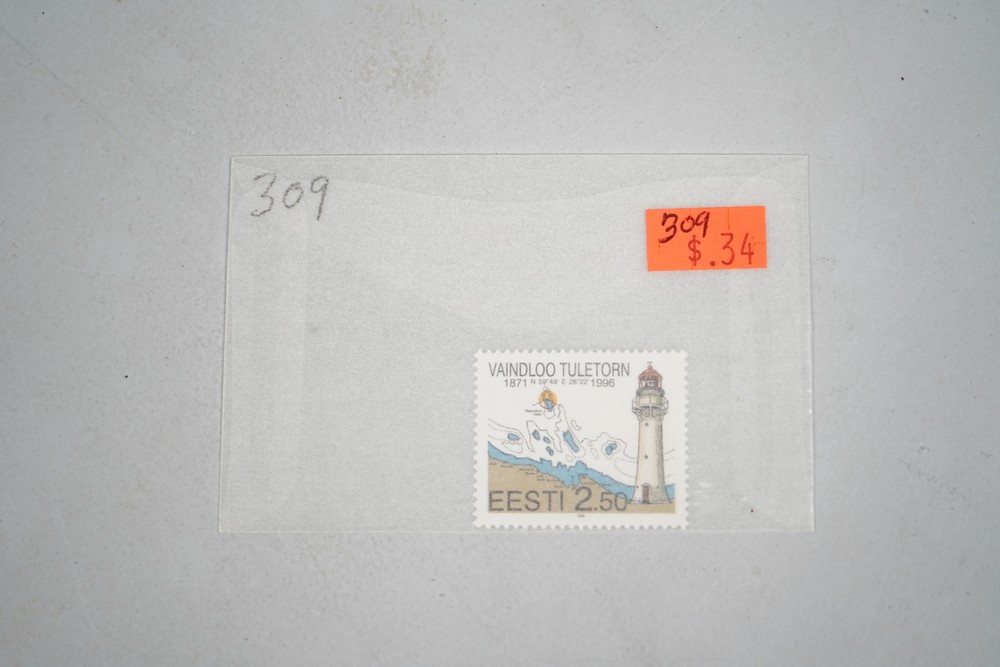 309
309
$.34
VAINDLOO TULETORN
1871 N 59°49' E 26°22' 1996
EESTI 2.50